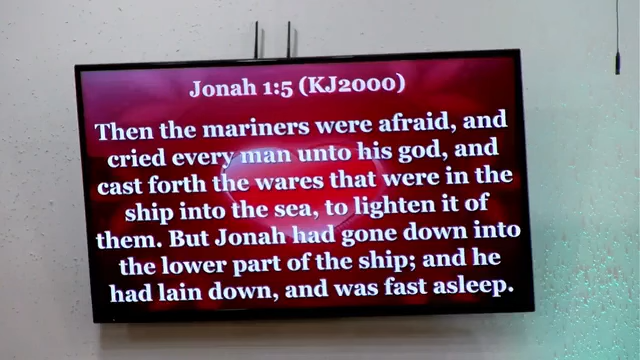 Jonah 1:5 (KJ2000)
Then the mariners were afraid, and
cried every man unto his god, and
cast forth the wares that were in the
ship into the sea, to lighten it of
them. But Jonah had gone down into
the lower part of the ship; and he
had lain down, and was fast asleep.